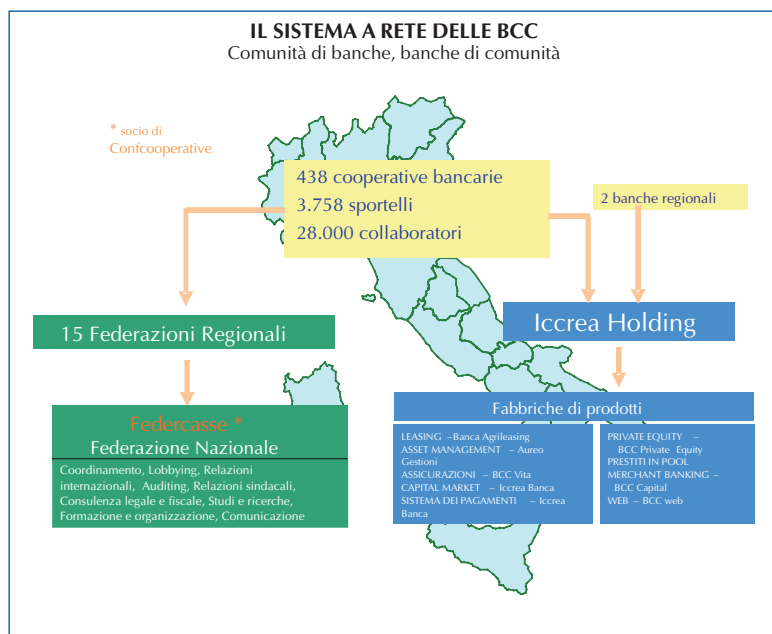 IL SISTEMA A RETE DELLE BCC
Comunità di banche, banche di comunità
* socio di
Confcooperative
438 cooperative bancarie
3.758 sportelli
28.000 collaboratori
2 banche regionali
15 Federazioni Regionali
Iccrea Holding
Federcasse *
Federazione Nazionale
Coordinamento, Lobbying, Relazioni
internazionali, Auditing, Relazioni sindacali,
Consulenza legale e fiscale, Studi e ricerche,
Formazione e organizzazione, Comunicazione
Fabbriche di prodotti
LEASING –Banca Agrileasing
ASSET MANAGEMENT – Aureo
Gestioni
ASSICURAZIONI – BCC Vita
CAPITAL MARKET – Iccrea Banca
SISTEMA DEI PAGAMENTI – Iccrea
Banca
PRIVATE EQUITY –
BCC Private Equity
PRESTITI IN POOL
MERCHANT BANKING –
BCC Capital
WEB – BCC web